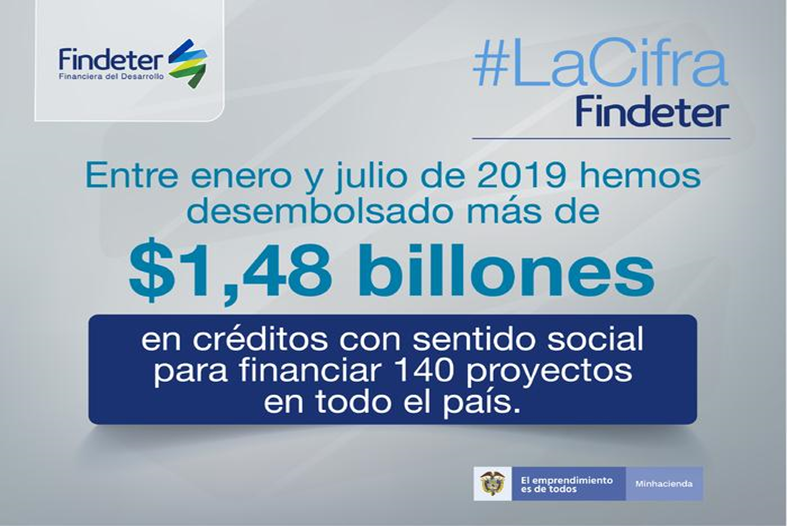 Findeter
Financiera del Desarrollo
#LaCifra
Findeter
Entre enero y julio de 2019 hemos
desembolsado más de
$1,48 billones
en créditos con sentido social
para financiar 140 proyectos
en todo el país.
El emprendimiento
es de todos
Minhacienda